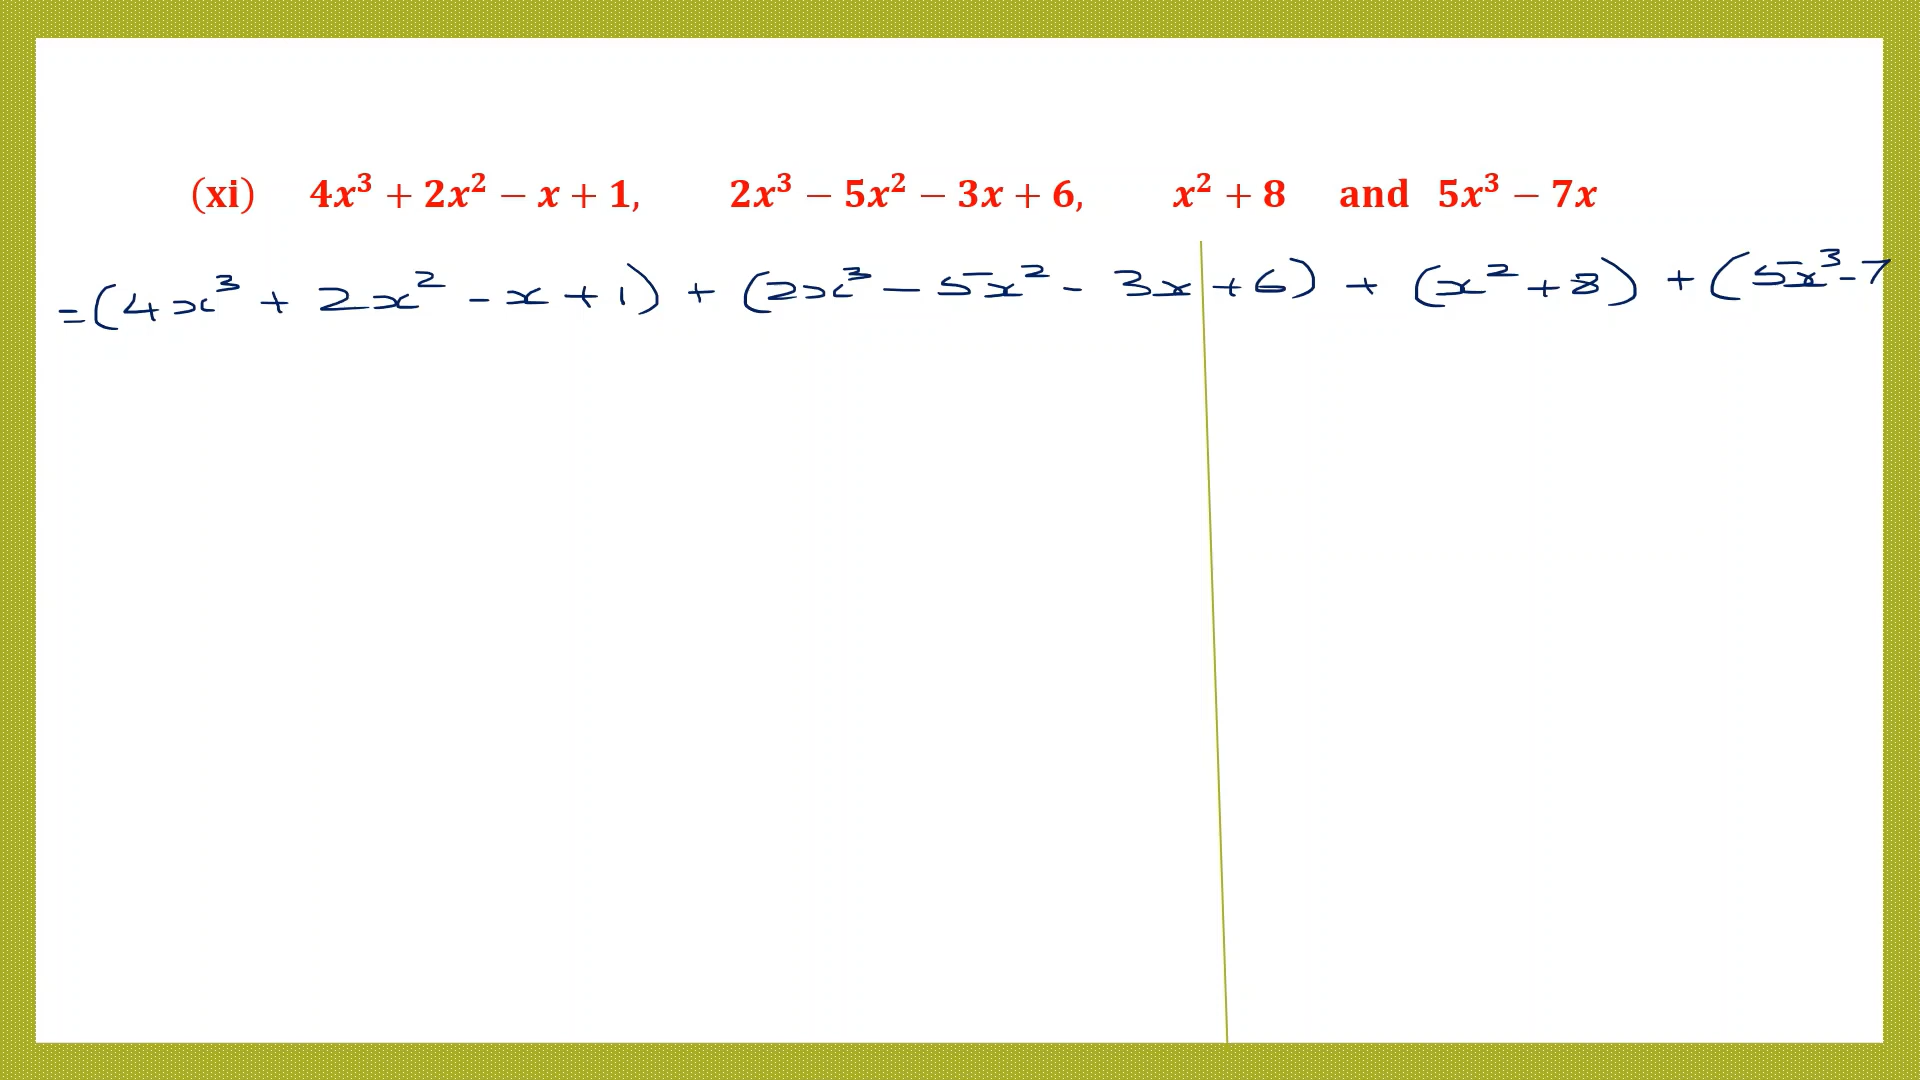 (xi) 4x³ + 2x² − x + 1, 2x³ − 5x² − 3x + 6, x² + 8 and 5x³ − 7x
=(4x³ + 2x² - x + 1) + (2x³ - 5x² - 3x + 6) + (x² + 8) + (5x³ - 7